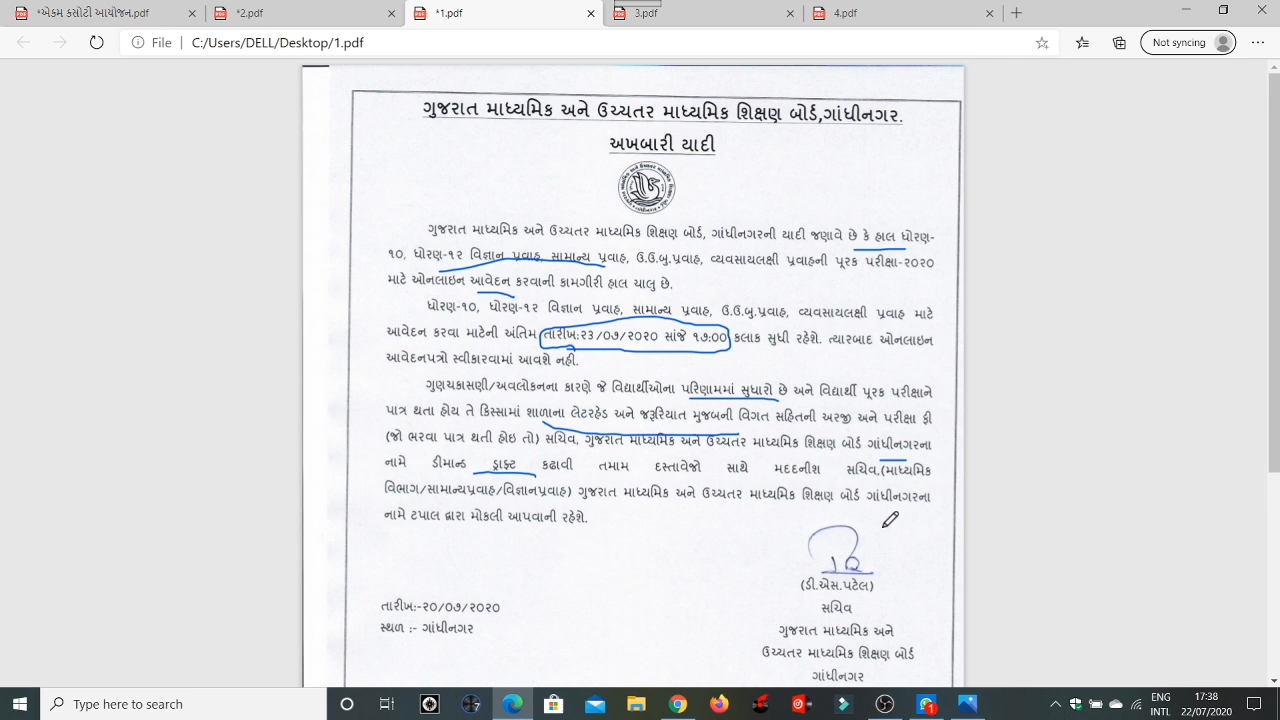 *એકમ કસોટી આયોજન.pdf
*2.pdf
*1.pdf
3.pdf
4.pdf
File
C:/Users/DELL/Desktop/1.pdf
Not syncing
ગુજરાત માધ્યમિક અને ઉચ્ચતર માધ્યમિક શિક્ષણ બોર્ડ,ગાંધીનગર.
અખબારી યાદી
ગુજરાત માધ્યમિક અને ઉચ્ચતર માધ્યમિક શિક્ષણ બોર્ડ, ગાંધીનગરની યાદી જણાવે છે કે હાલ ધોરણ-
૧૦, ધોરણ-૧૨ વિજ્ઞાન પ્રવાહ, સામાન્ય પ્રવાહ, ઉ.ઉ.બુ.પ્રવાહ, વ્યવસાયલક્ષી પ્રવાહની પૂરક પરીક્ષા-૨૦૨૦
માટે ઓનલાઇન આવેદન કરવાની કામગીરી હાલ ચાલુ છે.
ધોરણ-૧૦, ધોરણ-૧૨ વિજ્ઞાન પ્રવાહ, સામાન્ય પ્રવાહ, ઉ.ઉ.બુ.પ્રવાહ, વ્યવસાયલક્ષી પ્રવાહ માટે
આવેદન કરવા માટેની અંતિમ તારીખ:૨૩/૦૭/૨૦૨૦ સાંજે ૧૭:૦૦ કલાક સુધી રહેશે. ત્યારબાદ ઓનલાઇન
આવેદનપત્રો સ્વીકારવામાં આવશે નહી.
ગુણચકાસણી/અવલોકનના કારણે જે વિદ્યાર્થીઓના પરિણામમાં સુધારો છે અને વિદ્યાર્થી પૂરક પરીક્ષાને
પાત્ર થતા હોય તે કિસ્સામાં શાળાના લેટરહેડ અને જરૂરિયાત મુજબની વિગત સહિતની અરજી અને પરીક્ષા ફી
(જો ભરવા પાત્ર થતી હોઇ તો) સચિવ, ગુજરાત માધ્યમિક અને ઉચ્ચતર માધ્યમિક શિક્ષણ બોર્ડ ગાંધીનગરના
નામે ડીમાન્ડ ડ્રાફ્ટ કઢાવી તમામ દસ્તાવેજો સાથે મદદનીશ સચિવ,(માધ્યમિક
વિભાગ/સામાન્યપ્રવાહ/વિજ્ઞાનપ્રવાહ) ગુજરાત માધ્યમિક અને ઉચ્ચતર માધ્યમિક શિક્ષણ બોર્ડ ગાંધીનગરના
નામે ટપાલ દ્વારા મોકલી આપવાની રહેશે.
(ડી.એસ.પટેલ)
સચિવ
ગુજરાત માધ્યમિક અને
ઉચ્ચતર માધ્યમિક શિક્ષણ બોર્ડ
ગાંધીનગર
તારીખ:-૨૦/૦૭/૨૦૨૦
સ્થળ :- ગાંધીનગર
Type here to search
ENG
INTL
17:38
22/07/2020
1